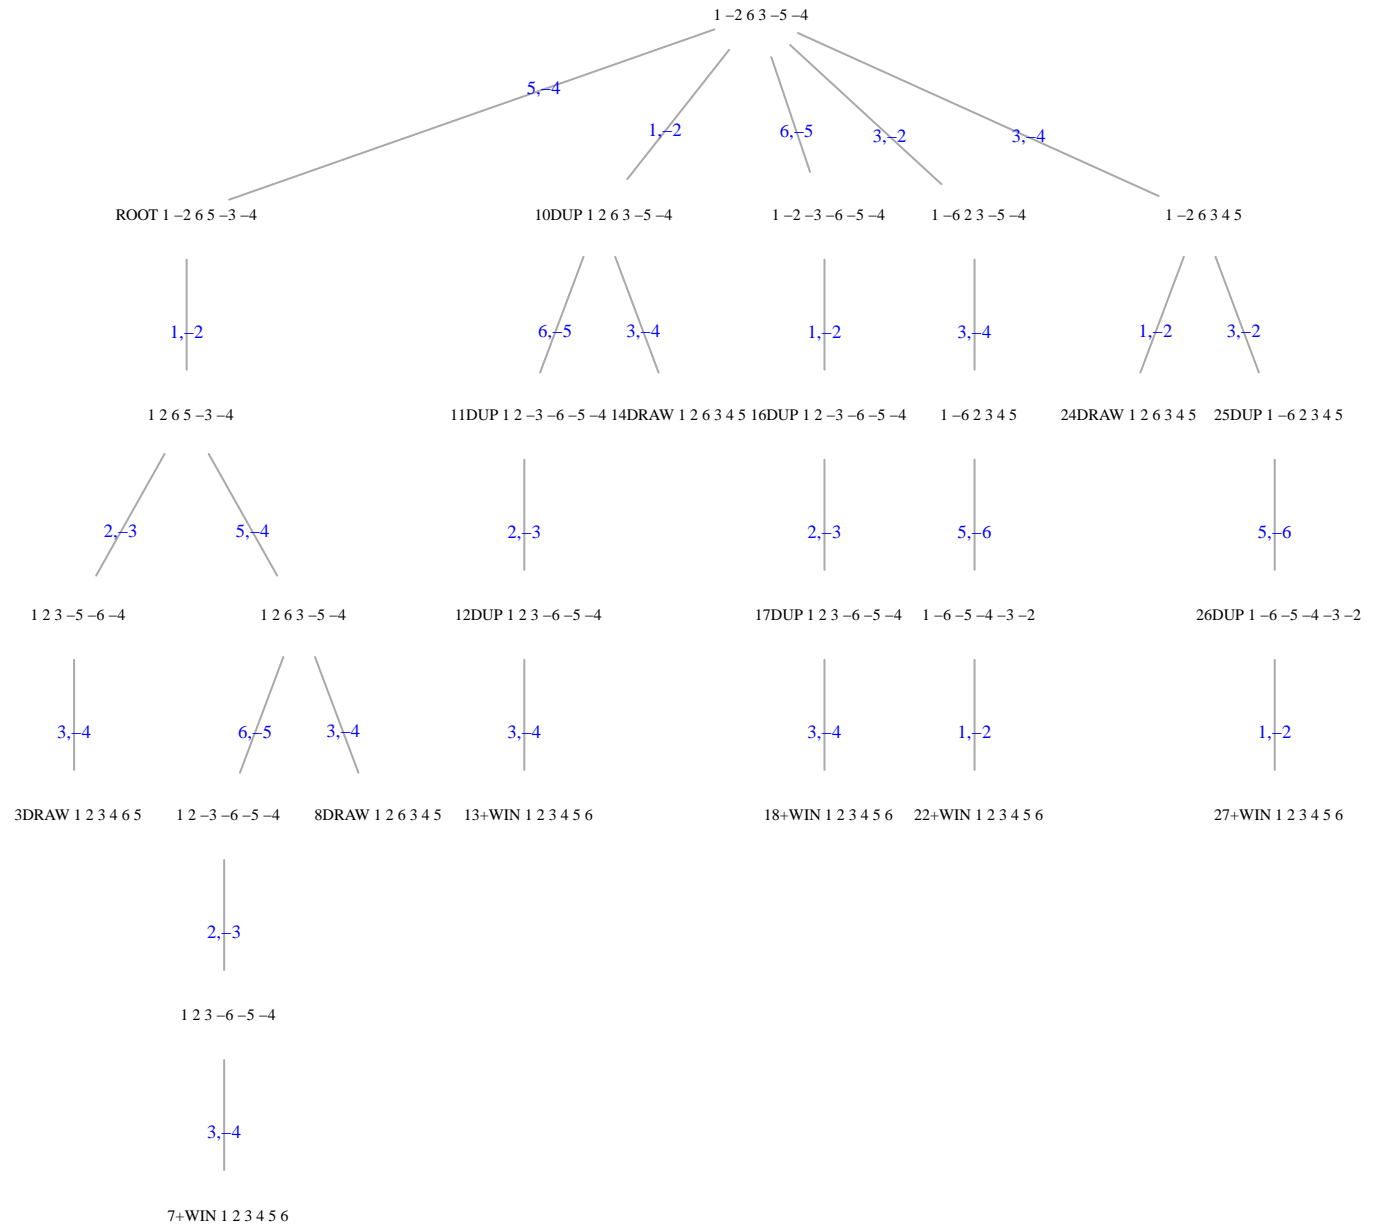 1 −2 6 3 −5 −4
5,−4
1,−2
6,−5
3,−2
3,−4
ROOT 1 −2 6 5 −3 −4
10DUP 1 2 6 3 −5 −4
1 −2 −3 −6 −5 −4
1 −6 2 3 −5 −4
1 −2 6 3 4 5
1,−2
6,−5
3,−4
1,−2
3,−4
1,−2
3,−2
1 2 6 5 −3 −4
11DUP 1 2 −3 −6 −5 −4
14DRAW 1 2 6 3 4 5
16DUP 1 2 −3 −6 −5 −4
1 −6 2 3 4 5
24DRAW 1 2 6 3 4 5
25DUP 1 −6 2 3 4 5
2,−3
5,−4
2,−3
2,−3
5,−6
5,−6
1 2 3 −5 −6 −4
1 2 6 3 −5 −4
12DUP 1 2 3 −6 −5 −4
17DUP 1 2 3 −6 −5 −4
1 −6 −5 −4 −3 −2
26DUP 1 −6 −5 −4 −3 −2
3,−4
6,−5
3,−4
3,−4
3,−4
1,−2
1,−2
3DRAW 1 2 3 4 6 5
1 2 −3 −6 −5 −4
8DRAW 1 2 6 3 4 5
13+WIN 1 2 3 4 5 6
18+WIN 1 2 3 4 5 6
22+WIN 1 2 3 4 5 6
27+WIN 1 2 3 4 5 6
2,−3
1 2 3 −6 −5 −4
3,−4
7+WIN 1 2 3 4 5 6